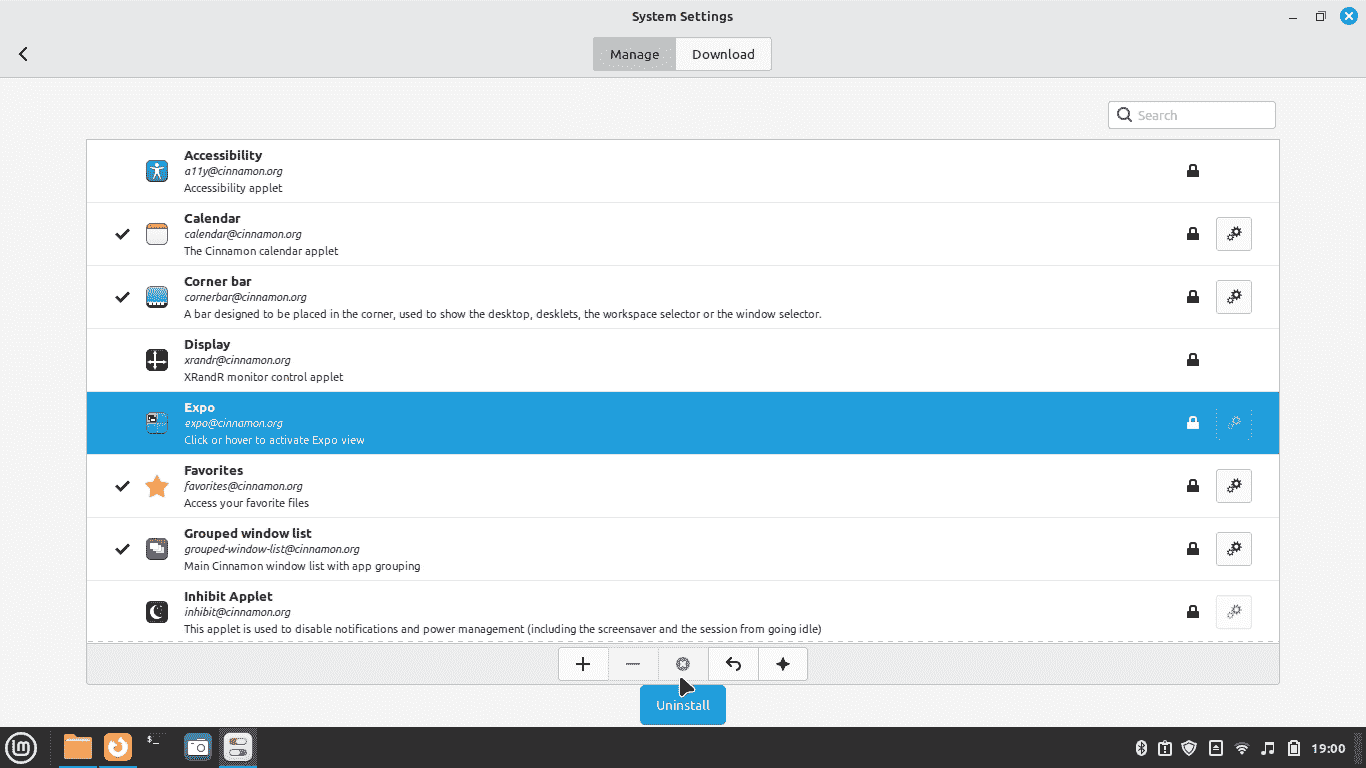 System Settings
Manage
Download
Search
Accessibility
a11y@cinnamon.org
Accessibility applet
Calendar
calendar@cinnamon.org
The Cinnamon calendar applet
Corner bar
cornerbar@cinnamon.org
A bar designed to be placed in the corner, used to show the desktop, desklets, the workspace selector or the window selector.
Display
xrandr@cinnamon.org
XRandR monitor control applet
Expo
expo@cinnamon.org
Click or hover to activate Expo view
Favorites
favorites@cinnamon.org
Access your favorite files
Grouped window list
grouped-window-list@cinnamon.org
Main Cinnamon window list with app grouping
Inhibit Applet
inhibit@cinnamon.org
This applet is used to disable notifications and power management (including the screensaver and the session from going idle)
Uninstall
19:00